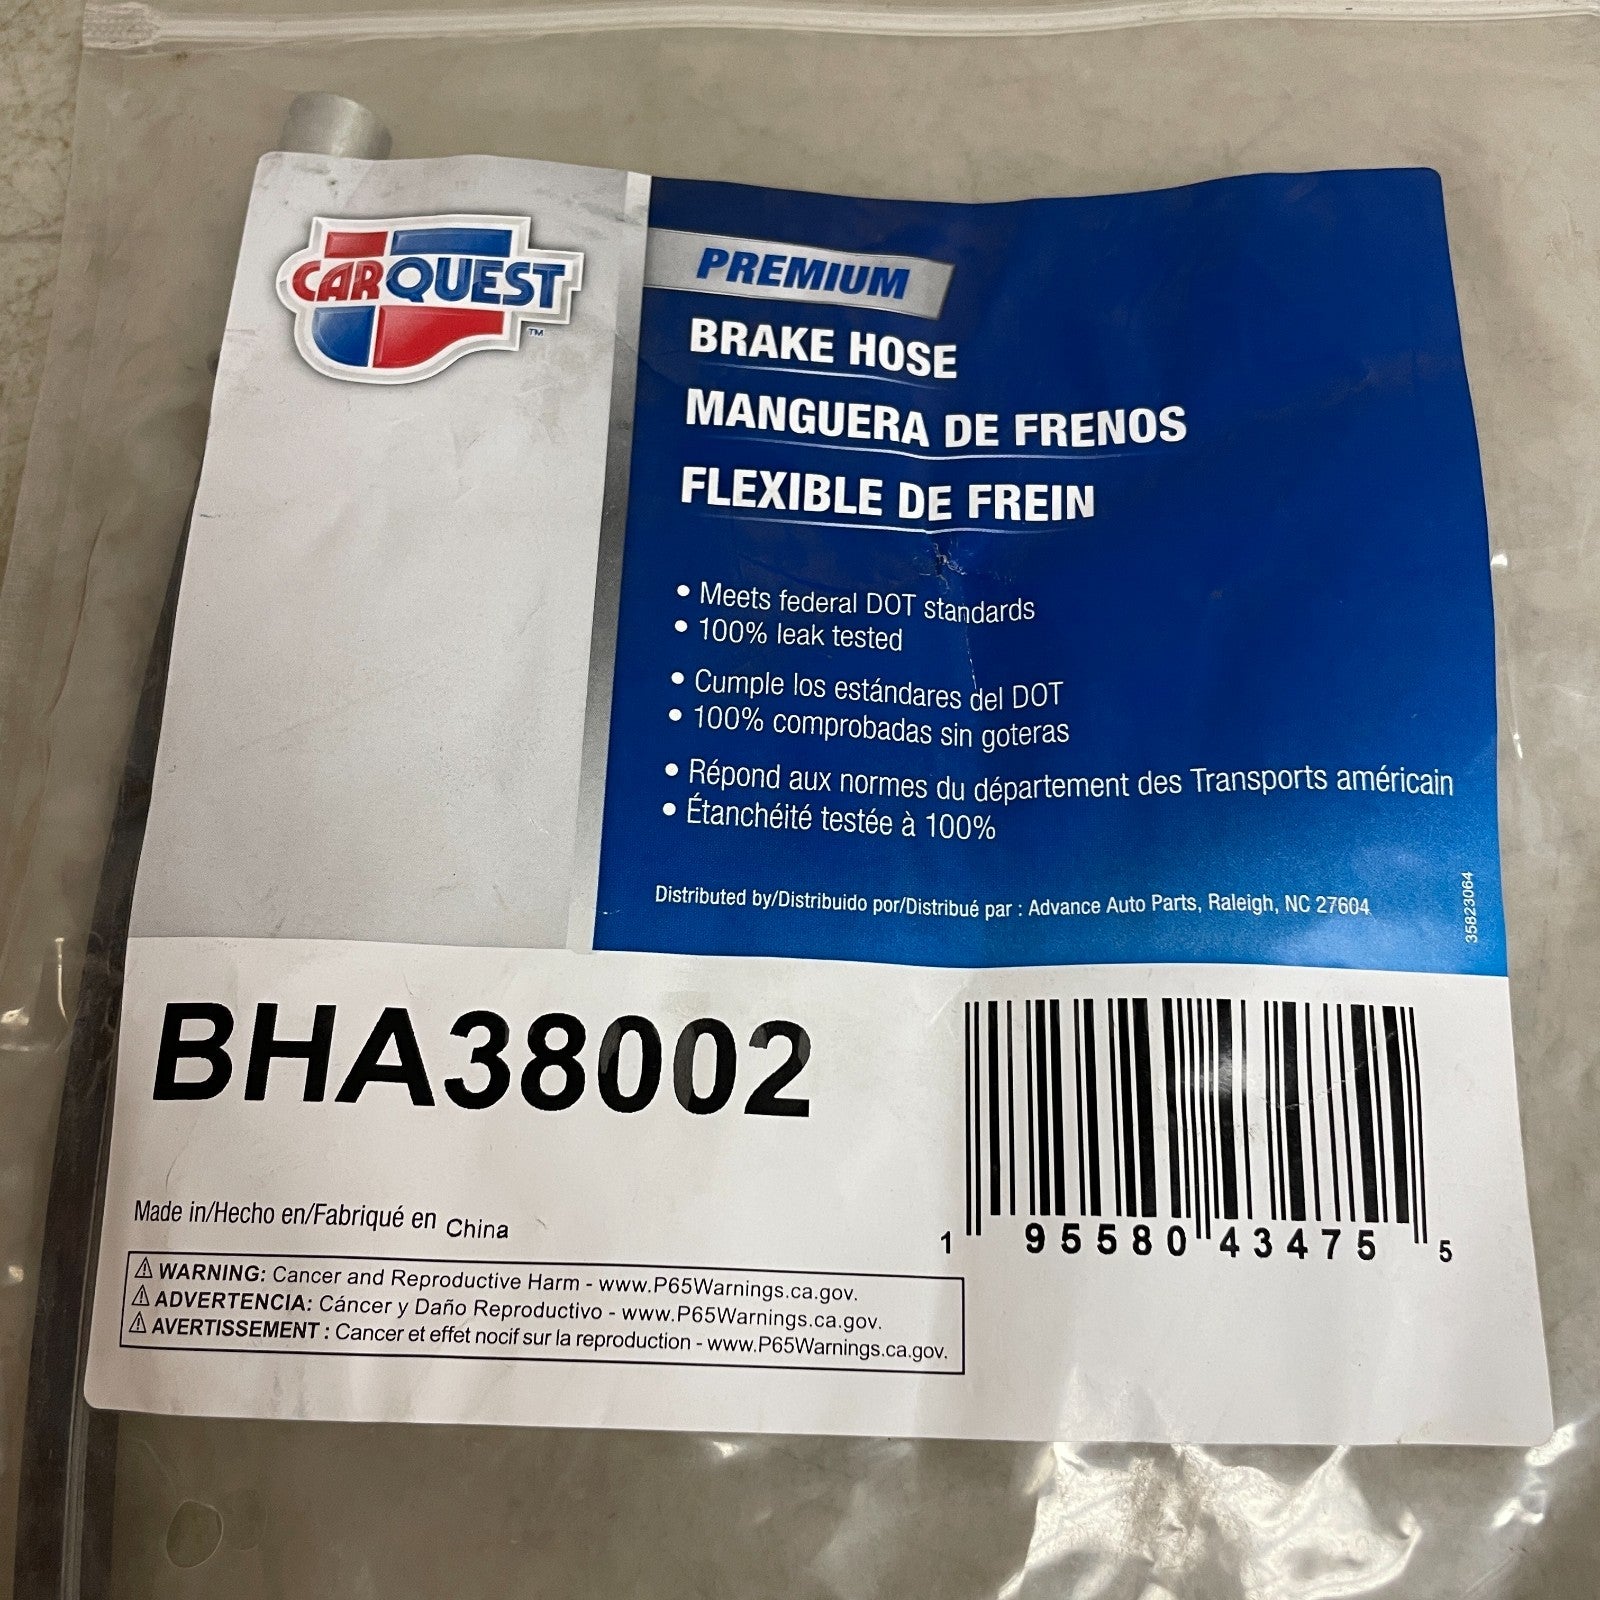 CARQUEST
TM
PREMIUM
BRAKE HOSE
MANGUERA DE FRENOS
FLEXIBLE DE FREIN
• Meets federal DOT standards
• 100% leak tested
• Cumple los estándares del DOT
• 100% comprobadas sin goteras
• Répond aux normes du département des Transports américain
• Étanchéité testée à 100%
Distributed by/Distribuido por/Distribué par : Advance Auto Parts, Raleigh, NC 27604
35823064
BHA38002
1 95580 43475 5
Made in/Hecho en/Fabriqué en China
⚠ WARNING: Cancer and Reproductive Harm - www.P65Warnings.ca.gov.
⚠ ADVERTENCIA: Cáncer y Daño Reproductivo - www.P65Warnings.ca.gov.
⚠ AVERTISSEMENT : Cancer et effet nocif sur la reproduction - www.P65Warnings.ca.gov.